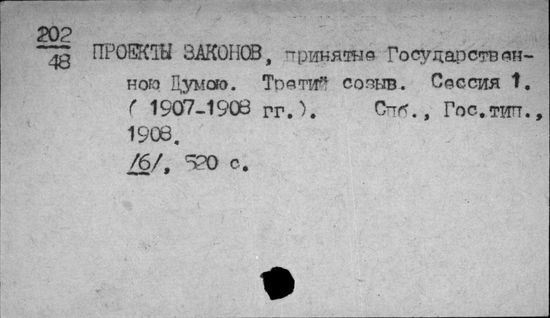 202
48
ПРОЕКТЫ ЗАКОНОВ, принятые Государствен-
ною Думою. Третий созыв. Сессия 1.
( 1907-1908 гг.). Спб., Гос.тип.,
1908.
/6/, 520 с.